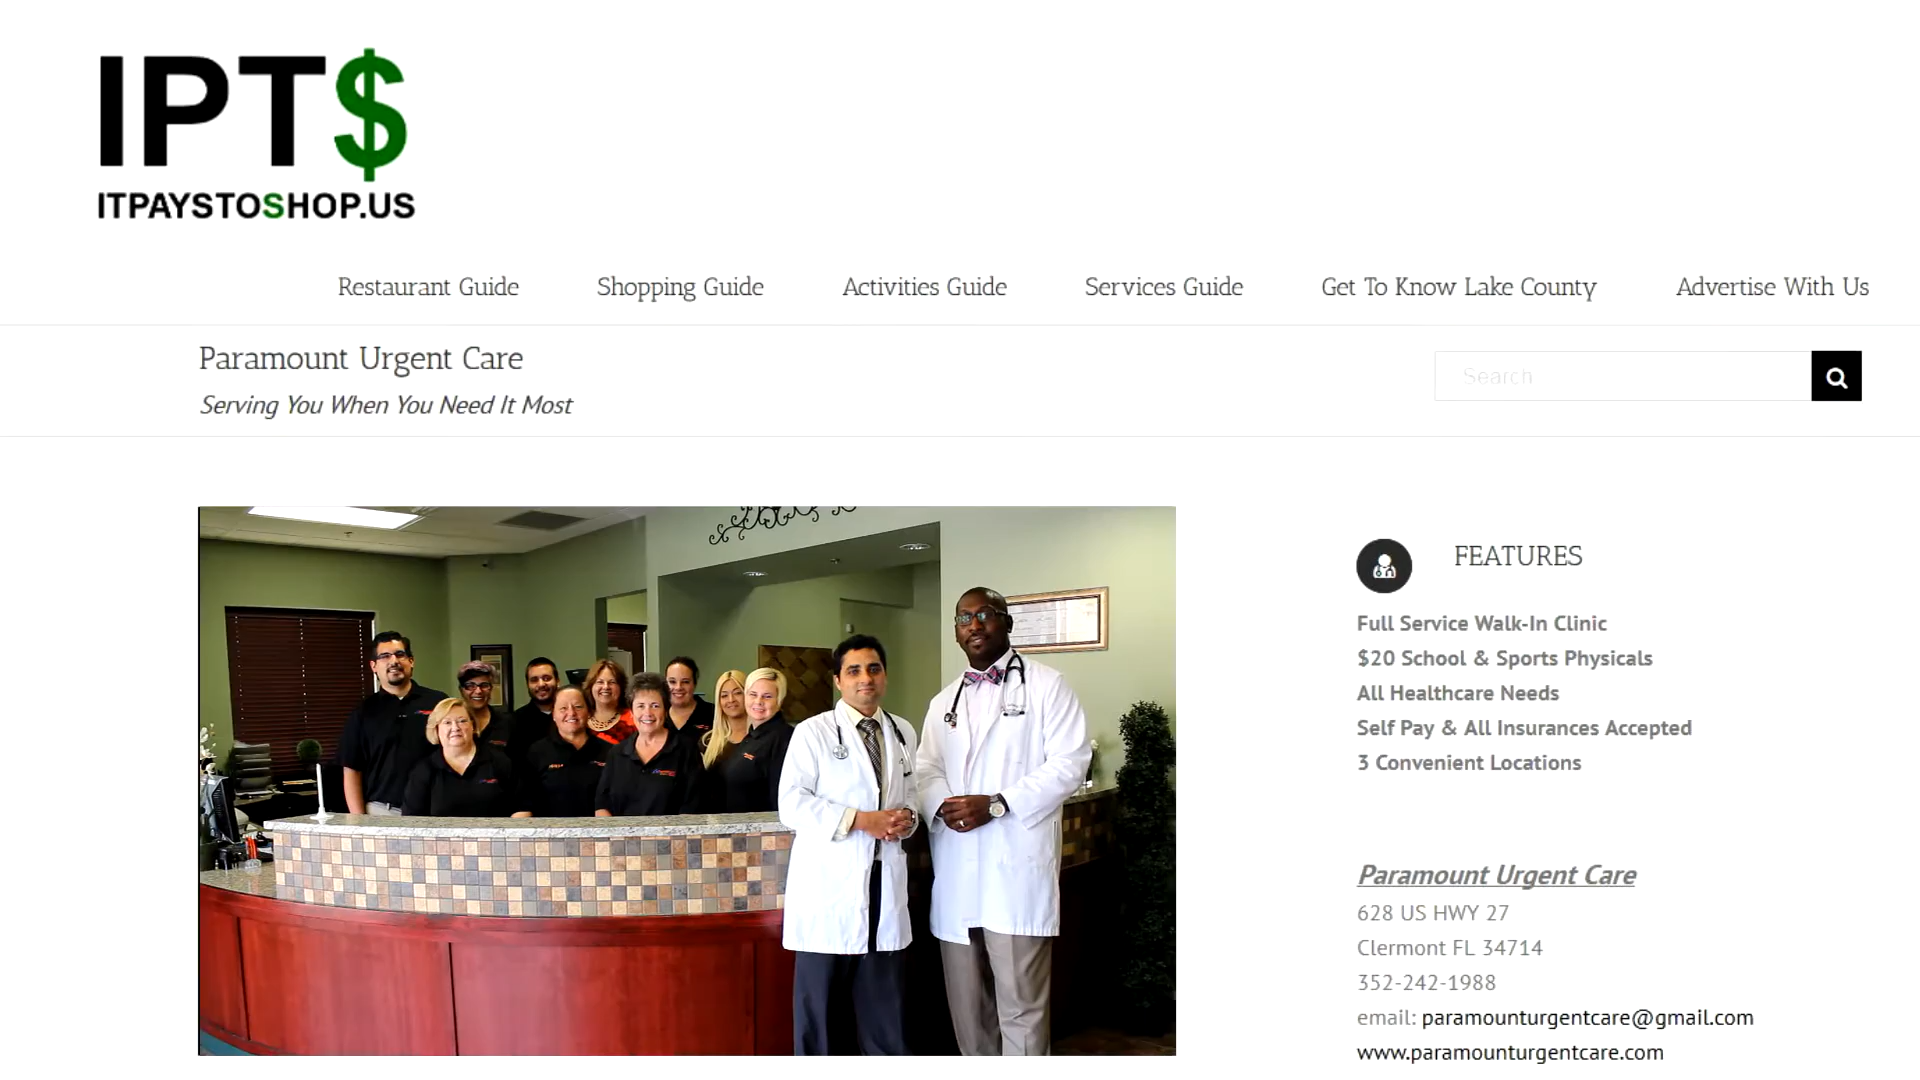 IPT$
ITPAYSTOSHOP.US
Restaurant Guide
Shopping Guide
Activities Guide
Services Guide
Get To Know Lake County
Advertise With Us
Paramount Urgent Care
Serving You When You Need It Most
Search
FEATURES
Full Service Walk-In Clinic
$20 School & Sports Physicals
All Healthcare Needs
Self Pay & All Insurances Accepted
3 Convenient Locations
Paramount Urgent Care
628 US HWY 27
Clermont FL 34714
352-242-1988
email: paramounturgentcare@gmail.com
www.paramounturgentcare.com